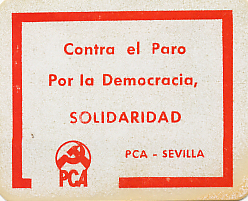 Contra el Paro
Por la Democracia,
SOLIDARIDAD
PCA - SEVILLA
PCA